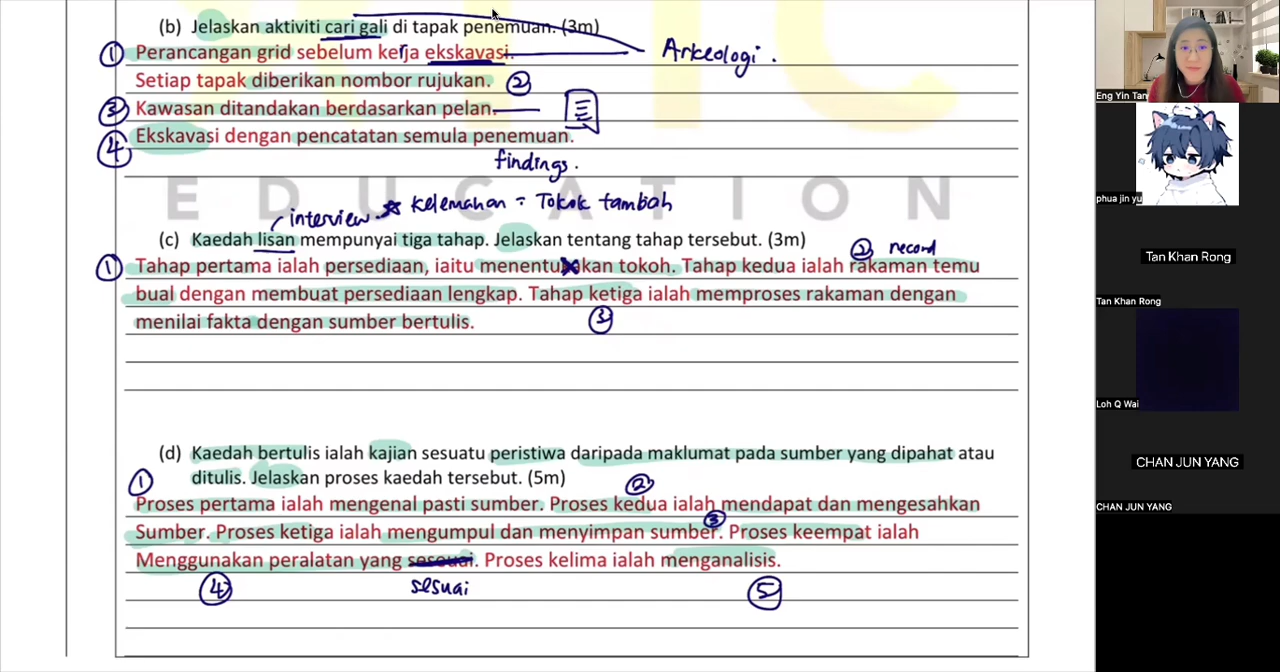 (b) Jelaskan aktiviti cari gali di tapak penemuan. (3m)
① Perancangan grid sebelum kerja ekskavasi. Arkeologi.
Setiap tapak diberikan nombor rujukan. ②
③ Kawasan ditandakan berdasarkan pelan.
④ Ekskavasi dengan pencatatan semula penemuan.
findings.
EDUCATION
interview ☆ Kelemahan = Tokok tambah
(c) Kaedah lisan mempunyai tiga tahap. Jelaskan tentang tahap tersebut. (3m)
② record
① Tahap pertama ialah persediaan, iaitu menentukan tokoh. Tahap kedua ialah rakaman temu
bual dengan membuat persediaan lengkap. Tahap ketiga ialah memproses rakaman dengan
menilai fakta dengan sumber bertulis. ③
(d) Kaedah bertulis ialah kajian sesuatu peristiwa daripada maklumat pada sumber yang dipahat atau
ditulis. Jelaskan proses kaedah tersebut. (5m)
① ②
Proses pertama ialah mengenal pasti sumber. Proses kedua ialah mendapat dan mengesahkan
③
Sumber. Proses ketiga ialah mengumpul dan menyimpan sumber. Proses keempat ialah
Menggunakan peralatan yang sesouai. Proses kelima ialah menganalisis.
④ sesuai ⑤
Eng Yin Tan
phua jin yu
Tan Khan Rong
Tan Khan Rong
Loh Q Wai
CHAN JUN YANG
CHAN JUN YANG